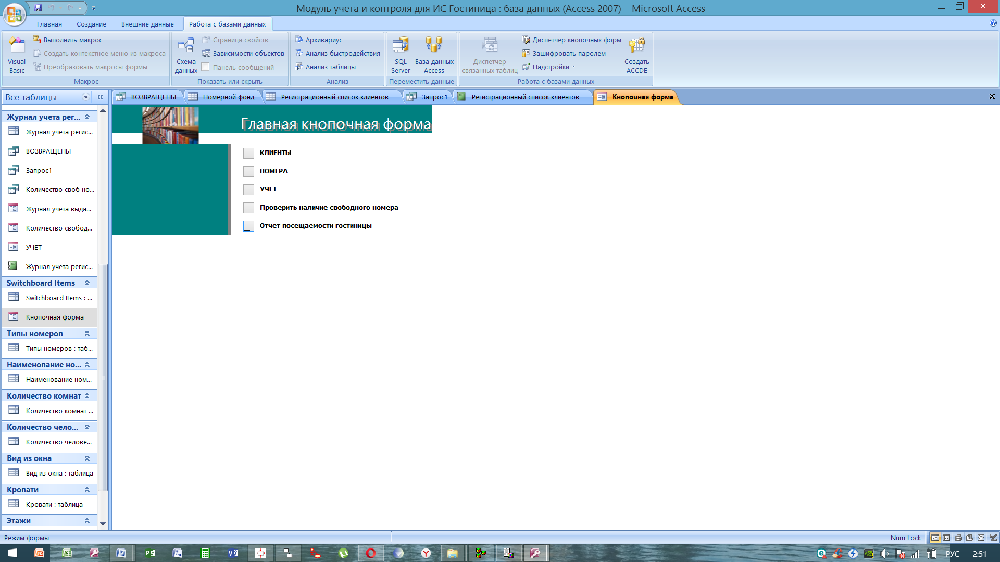 Модуль учета и контроля для ИС Гостиница : база данных (Access 2007) - Microsoft Access
Главная Создание Внешние данные Работа с базами данных
Visual Basic
Выполнить макрос
Создать контекстное меню из макроса
Преобразовать макросы формы
Макрос
Схема данных
Страница свойств
Зависимости объектов
Панель сообщений
Показать или скрыть
Архивариус
Анализ быстродействия
Анализ таблицы
Анализ
SQL Server
База данных Access
Переместить данные
Диспетчер связанных таблиц
Диспетчер кнопочных форм
Зашифровать паролем
Надстройки
Создать ACCDE
Работа с базами данных
Все таблицы
ВОЗВРАЩЕНЫ Номерной фонд Регистрационный список клиентов Запрос1 Регистрационный список клиентов Кнопочная форма
Журнал учета рег...
Журнал учета регис...
ВОЗВРАЩЕНЫ
Запрос1
Количество своб но...
Журнал учета выда...
Количество свобод...
УЧЕТ
Журнал учета регис...
Switchboard Items
Switchboard Items : ...
Кнопочная форма
Типы номеров
Типы номеров : таб...
Наименование но...
Наименование ном...
Количество комнат
Количество комнат ...
Количество чело...
Количество челове...
Вид из окна
Вид из окна : таблица
Кровати
Кровати : таблица
Этажи
Главная кнопочная форма
КЛИЕНТЫ
НОМЕРА
УЧЕТ
Проверить наличие свободного номера
Отчет посещаемости гостиницы
Режим формы
Num Lock
РУС 2:51